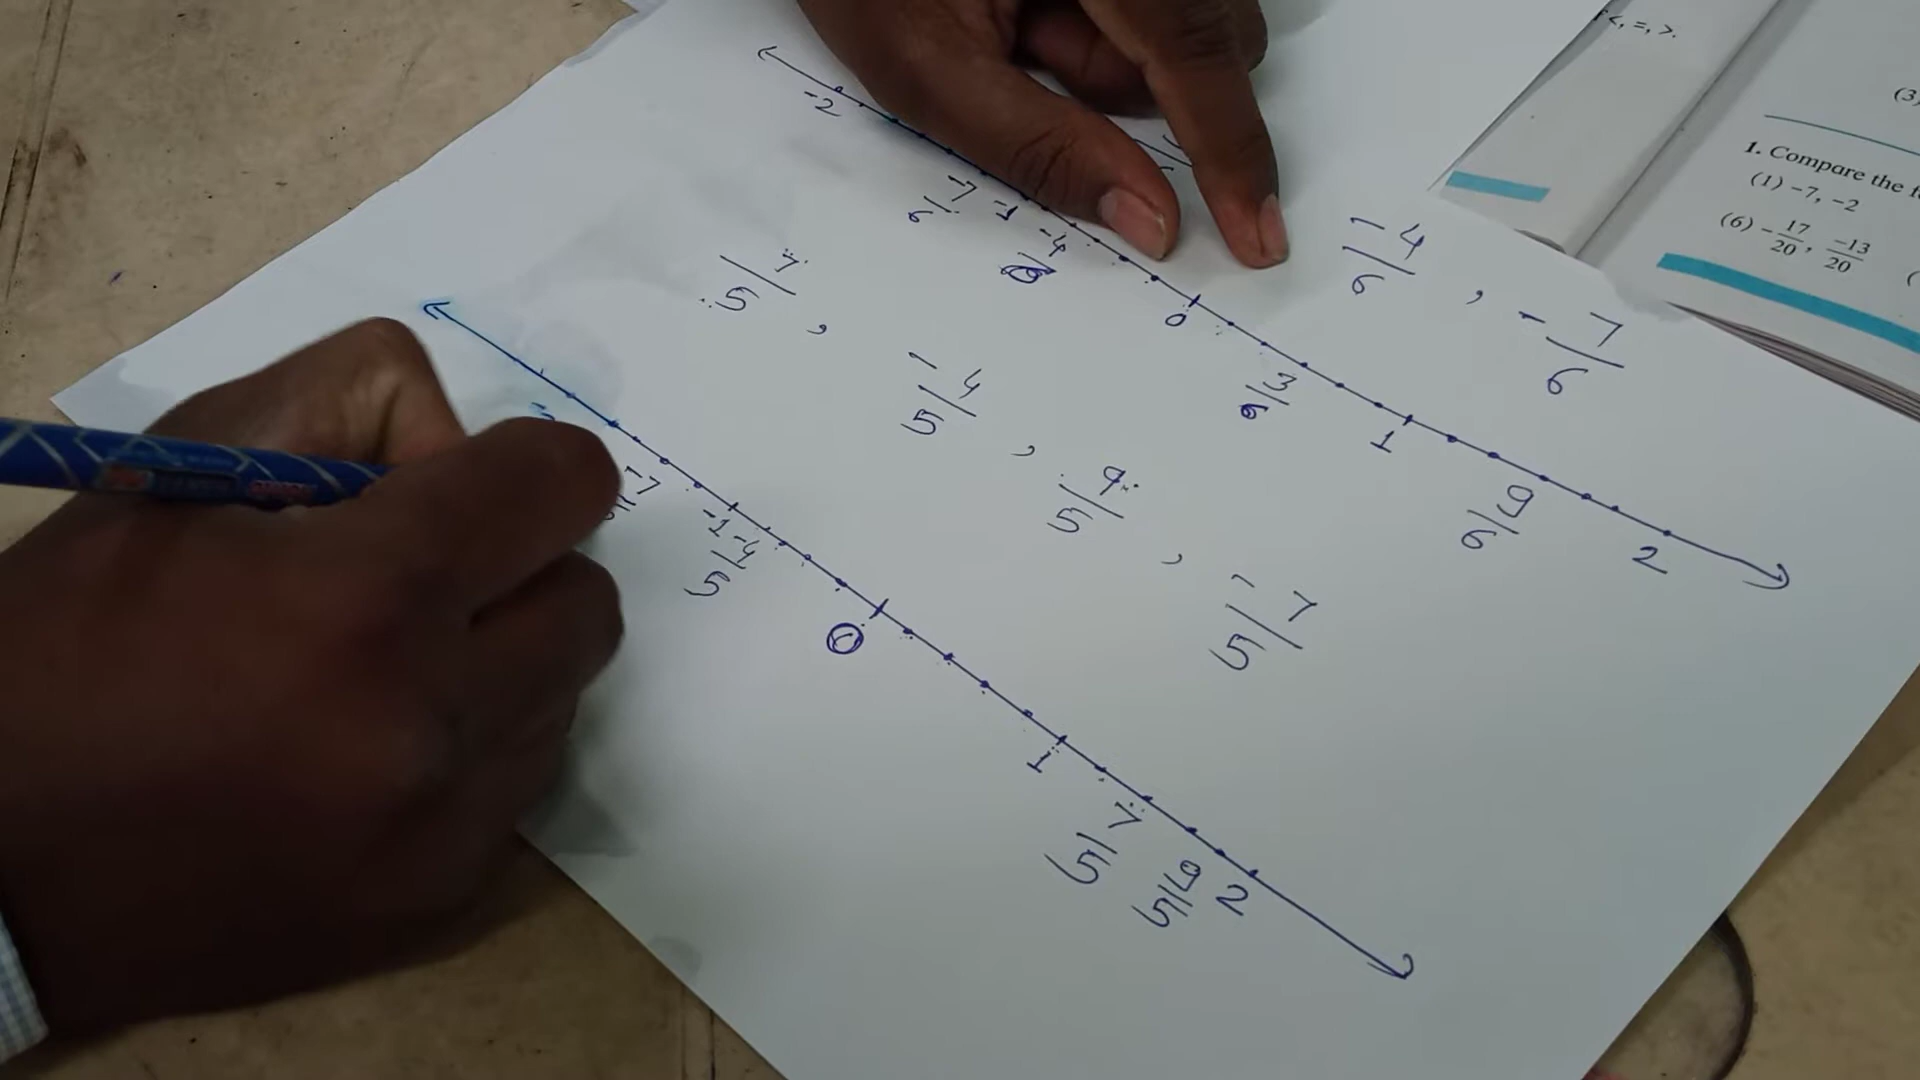 -4/6 , -7/6
-2 -7/6 -1 -4 0 3/6 1 9/6 2
7/5 , -4/5 , 9/5 , -7/5
-7 -1 -4/5 0 1 7/5 9/5 2
<, =, >.
(3)
1. Compare the
(1) -7, -2
(6) -17/20, -13/20